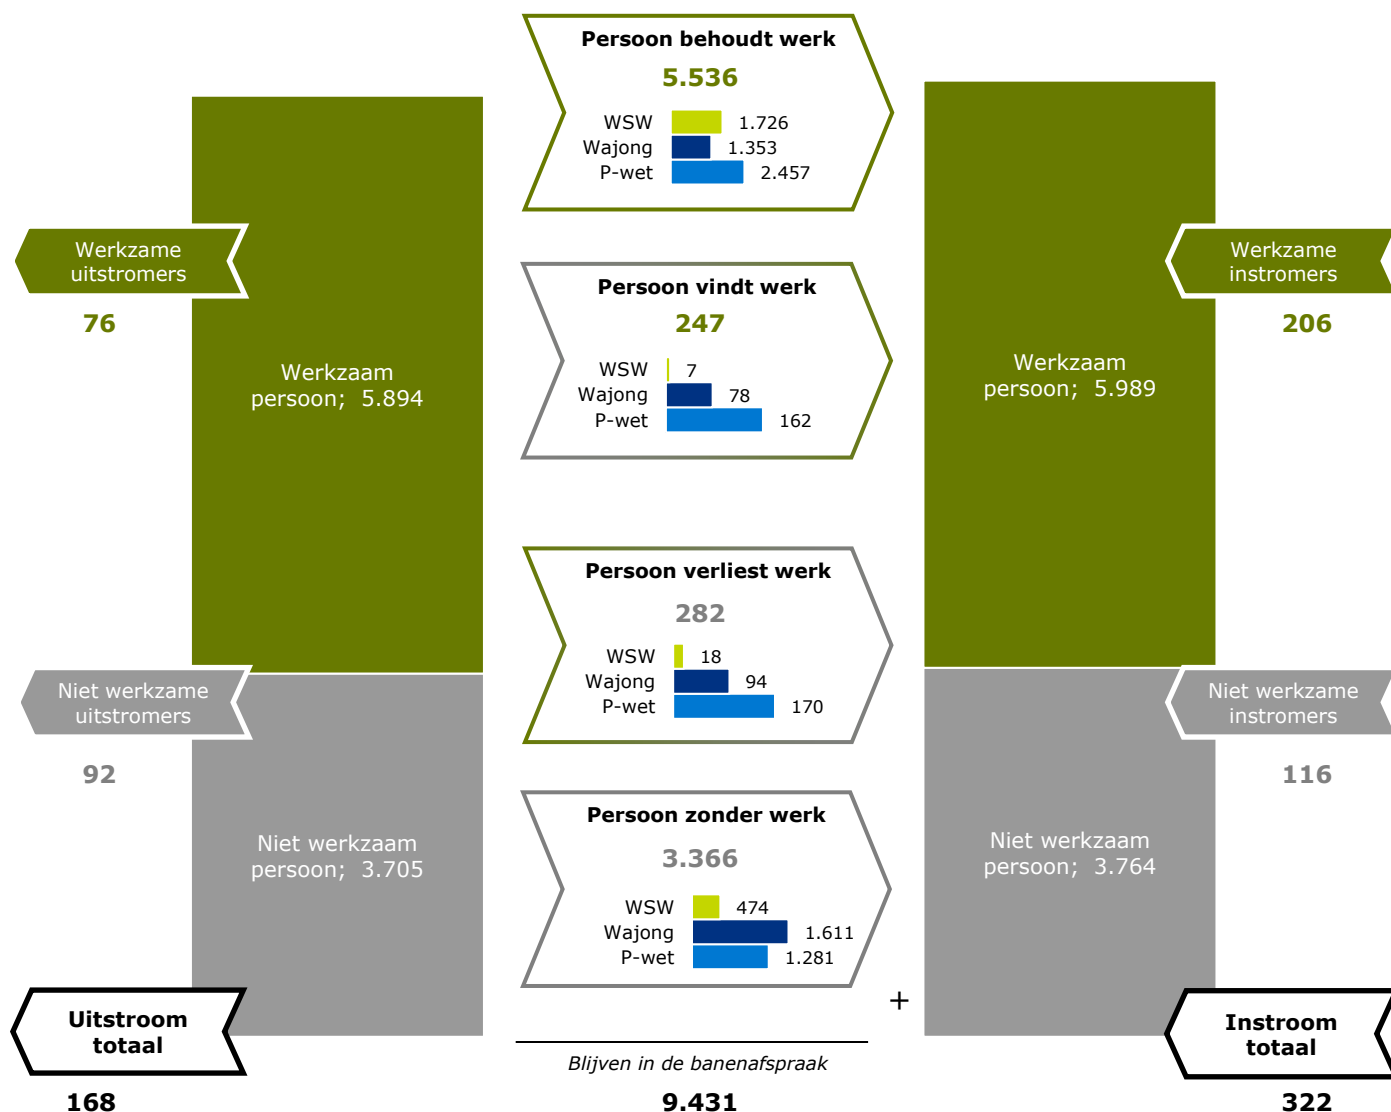 Persoon behoudt werk
5.536
WSW 1.726
Wajong 1.353
P-wet 2.457
Werkzame
uitstromers
76
Werkzaam
persoon; 5.894
Persoon vindt werk
247
WSW 7
Wajong 78
P-wet 162
Werkzaam
persoon; 5.989
Werkzame
instromers
206
Persoon verliest werk
282
WSW 18
Wajong 94
P-wet 170
Niet werkzame
uitstromers
92
Niet werkzaam
persoon; 3.705
Persoon zonder werk
3.366
WSW 474
Wajong 1.611
P-wet 1.281
Niet werkzaam
persoon; 3.764
Niet werkzame
instromers
116
+
Uitstroom
totaal
168
Blijven in de banenafspraak
9.431
Instroom
totaal
322